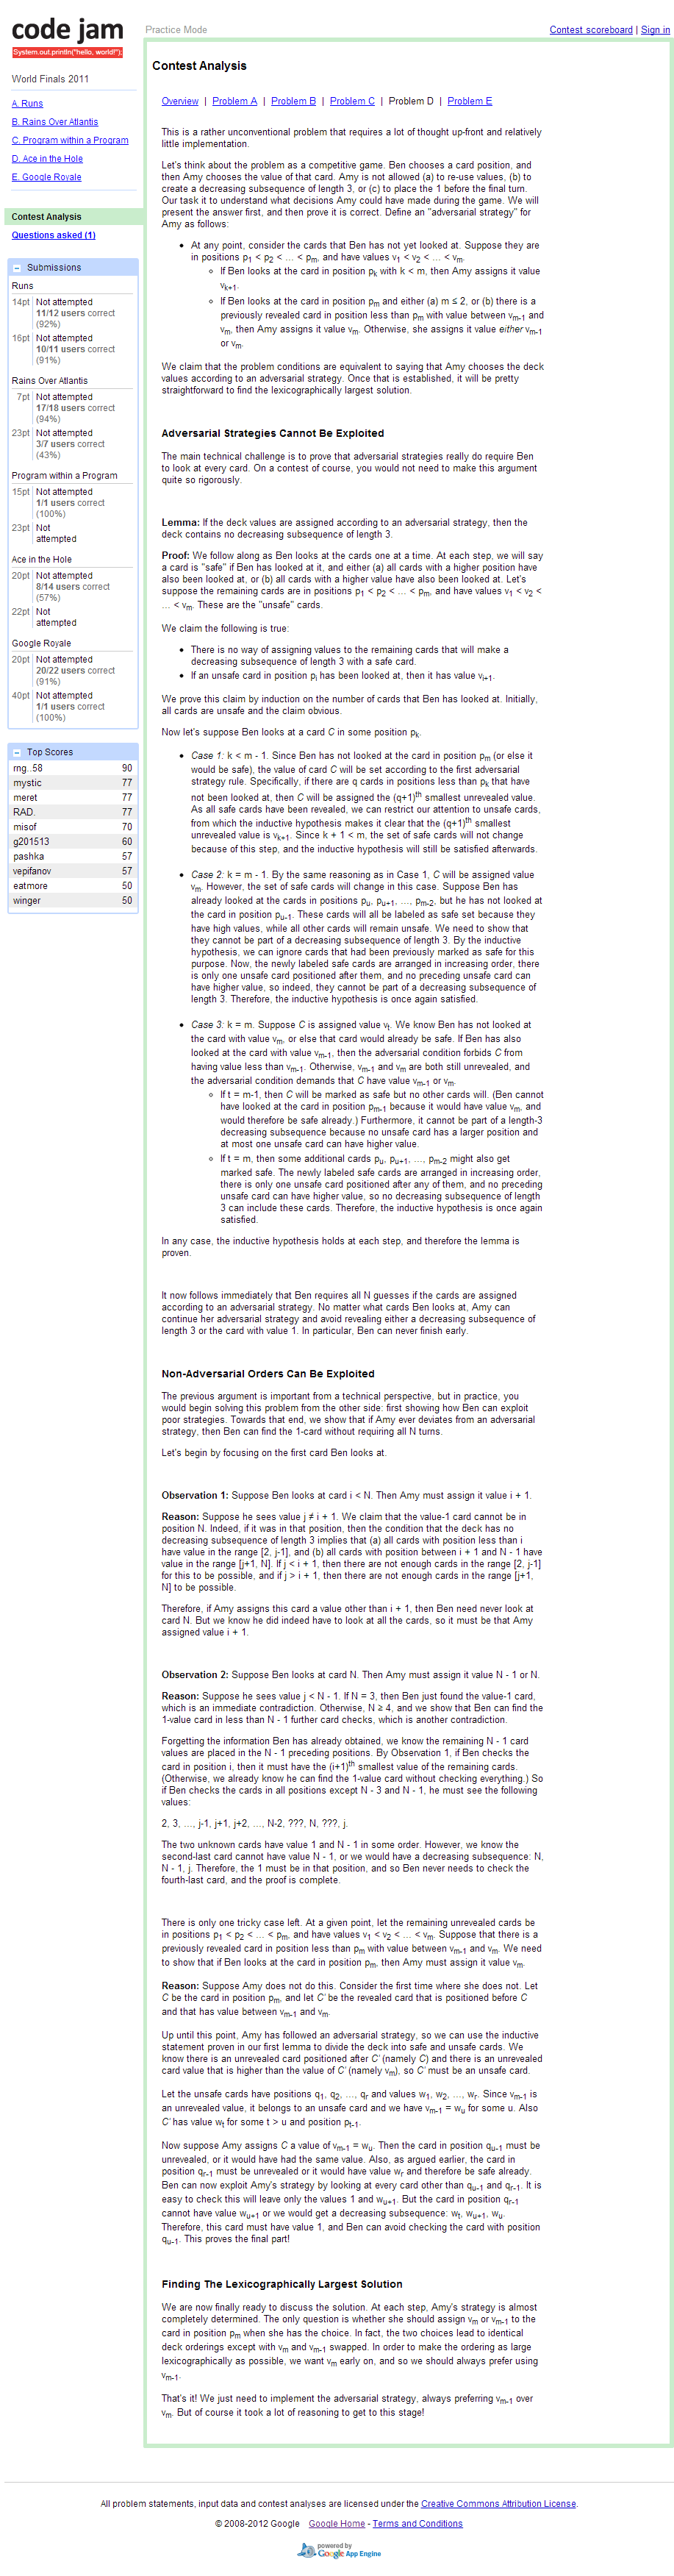 code jam
System.out.println("hello, world!");
Practice Mode
Contest scoreboard | Sign in
World Finals 2011
A. Runs
B. Rains Over Atlantis
C. Program within a Program
D. Ace in the Hole
E. Google Royale
Contest Analysis
Questions asked (1)
Submissions
Runs
14pt Not attempted
11/12 users correct
(92%)
16pt Not attempted
10/11 users correct
(91%)
Rains Over Atlantis
7pt Not attempted
17/18 users correct
(94%)
23pt Not attempted
3/7 users correct
(43%)
Program within a Program
15pt Not attempted
1/1 users correct
(100%)
23pt Not
attempted
Ace in the Hole
20pt Not attempted
8/14 users correct
(57%)
22pt Not
attempted
Google Royale
20pt Not attempted
20/22 users correct
(91%)
40pt Not attempted
1/1 users correct
(100%)
Top Scores
rng..58 90
mystic 77
meret 77
RAD. 77
misof 70
g201513 60
pashka 57
vepifanov 57
eatmore 50
winger 50
Contest Analysis
Overview | Problem A | Problem B | Problem C | Problem D | Problem E
This is a rather unconventional problem that requires a lot of thought up-front and relatively
little implementation.
Let's think about the problem as a competitive game. Ben chooses a card position, and
then Amy chooses the value of that card. Amy is not allowed (a) to re-use values, (b) to
create a decreasing subsequence of length 3, or (c) to place the 1 before the final turn.
Our task it to understand what decisions Amy could have made during the game. We will
present the answer first, and then prove it is correct. Define an "adversarial strategy" for
Amy as follows:
• At any point, consider the cards that Ben has not yet looked at. Suppose they are
in positions p1 < p2 < ... < pm, and have values v1 < v2 < ... < vm.
◦ If Ben looks at the card in position pk with k < m, then Amy assigns it value
vk+1.
◦ If Ben looks at the card in position pm and either (a) m ≤ 2, or (b) there is a
previously revealed card in position less than pm with value between vm-1 and
vm, then Amy assigns it value vm. Otherwise, she assigns it value either vm-1
or vm.
We claim that the problem conditions are equivalent to saying that Amy chooses the deck
values according to an adversarial strategy. Once that is established, it will be pretty
straightforward to find the lexicographically largest solution.
Adversarial Strategies Cannot Be Exploited
The main technical challenge is to prove that adversarial strategies really do require Ben
to look at every card. On a contest of course, you would not need to make this argument
quite so rigorously.
Lemma: If the deck values are assigned according to an adversarial strategy, then the
deck contains no decreasing subsequence of length 3.
Proof: We follow along as Ben looks at the cards one at a time. At each step, we will say
a card is "safe" if Ben has looked at it, and either (a) all cards with a higher position have
also been looked at, or (b) all cards with a higher value have also been looked at. Let's
suppose the remaining cards are in positions p1 < p2 < ... < pm, and have values v1 < v2 <
... < vm. These are the "unsafe" cards.
We claim the following is true:
• There is no way of assigning values to the remaining cards that will make a
decreasing subsequence of length 3 with a safe card.
• If an unsafe card in position pi has been looked at, then it has value vi+1.
We prove this claim by induction on the number of cards that Ben has looked at. Initially,
all cards are unsafe and the claim obvious.
Now let's suppose Ben looks at a card C in some position pk.
• Case 1: k < m - 1. Since Ben has not looked at the card in position pm (or else it
would be safe), the value of card C will be set according to the first adversarial
strategy rule. Specifically, if there are q cards in positions less than pk that have
not been looked at, then C will be assigned the (q+1)th smallest unrevealed value.
As all safe cards have been revealed, we can restrict our attention to unsafe cards,
from which the inductive hypothesis makes it clear that the (q+1)th smallest
unrevealed value is vk+1. Since k + 1 < m, the set of safe cards will not change
because of this step, and the inductive hypothesis will still be satisfied afterwards.
• Case 2: k = m - 1. By the same reasoning as in Case 1, C will be assigned value
vm. However, the set of safe cards will change in this case. Suppose Ben has
already looked at the cards in positions pu, pu+1, ..., pm-2, but he has not looked at
the card in position pu-1. These cards will all be labeled as safe set because they
have high values, while all other cards will remain unsafe. We need to show that
they cannot be part of a decreasing subsequence of length 3. By the inductive
hypothesis, we can ignore cards that had been previously marked as safe for this
purpose. Now, the newly labeled safe cards are arranged in increasing order, there
is only one unsafe card positioned after them, and no preceding unsafe card can
have higher value, so indeed, they cannot be part of a decreasing subsequence of
length 3. Therefore, the inductive hypothesis is once again satisfied.
• Case 3: k = m. Suppose C is assigned value vt. We know Ben has not looked at
the card with value vm, or else that card would already be safe. If Ben has also
looked at the card with value vm-1, then the adversarial condition forbids C from
having value less than vm-1. Otherwise, vm-1 and vm are both still unrevealed, and
the adversarial condition demands that C have value vm-1 or vm.
◦ If t = m-1, then C will be marked as safe but no other cards will. (Ben cannot
have looked at the card in position pm-1 because it would have value vm, and
would therefore be safe already.) Furthermore, it cannot be part of a length-3
decreasing subsequence because no unsafe card has a larger position and
at most one unsafe card can have higher value.
◦ If t = m, then some additional cards pu, pu+1, ..., pm-2 might also get
marked safe. The newly labeled safe cards are arranged in increasing order,
there is only one unsafe card positioned after any of them, and no preceding
unsafe card can have higher value, so no decreasing subsequence of length
3 can include these cards. Therefore, the inductive hypothesis is once again
satisfied.
In any case, the inductive hypothesis holds at each step, and therefore the lemma is
proven.
It now follows immediately that Ben requires all N guesses if the cards are assigned
according to an adversarial strategy. No matter what cards Ben looks at, Amy can
continue her adversarial strategy and avoid revealing either a decreasing subsequence of
length 3 or the card with value 1. In particular, Ben can never finish early.
Non-Adversarial Orders Can Be Exploited
The previous argument is important from a technical perspective, but in practice, you
would begin solving this problem from the other side: first showing how Ben can exploit
poor strategies. Towards that end, we show that if Amy ever deviates from an adversarial
strategy, then Ben can find the 1-card without requiring all N turns.
Let's begin by focusing on the first card Ben looks at.
Observation 1: Suppose Ben looks at card i < N. Then Amy must assign it value i + 1.
Reason: Suppose he sees value j ≠ i + 1. We claim that the value-1 card cannot be in
position N. Indeed, if it was in that position, then the condition that the deck has no
decreasing subsequence of length 3 implies that (a) all cards with position less than i
have value in the range [2, j-1], and (b) all cards with position between i + 1 and N - 1 have
value in the range [j+1, N]. If j < i + 1, then there are not enough cards in the range [2, j-1]
for this to be possible, and if j > i + 1, then there are not enough cards in the range [j+1,
N] to be possible.
Therefore, if Amy assigns this card a value other than i + 1, then Ben need never look at
card N. But we know he did indeed have to look at all the cards, so it must be that Amy
assigned value i + 1.
Observation 2: Suppose Ben looks at card N. Then Amy must assign it value N - 1 or N.
Reason: Suppose he sees value j < N - 1. If N = 3, then Ben just found the value-1 card,
which is an immediate contradiction. Otherwise, N ≥ 4, and we show that Ben can find the
1-value card in less than N - 1 further card checks, which is another contradiction.
Forgetting the information Ben has already obtained, we know the remaining N - 1 card
values are placed in the N - 1 preceding positions. By Observation 1, if Ben checks the
card in position i, then it must have the (i+1)th smallest value of the remaining cards.
(Otherwise, we already know he can find the 1-value card without checking everything.) So
if Ben checks the cards in all positions except N - 3 and N - 1, he must see the following
values:
2, 3, ..., j-1, j+1, j+2, ..., N-2, ???, N, ???, j.
The two unknown cards have value 1 and N - 1 in some order. However, we know the
second-last card cannot have value N - 1, or we would have a decreasing subsequence: N,
N - 1, j. Therefore, the 1 must be in that position, and so Ben never needs to check the
fourth-last card, and the proof is complete.
There is only one tricky case left. At a given point, let the remaining unrevealed cards be
in positions p1 < p2 < ... < pm, and have values v1 < v2 < ... < vm. Suppose that there is a
previously revealed card in position less than pm with value between vm-1 and vm. We need
to show that if Ben looks at the card in position pm, then Amy must assign it value vm.
Reason: Suppose Amy does not do this. Consider the first time where she does not. Let
C be the card in position pm, and let C' be the revealed card that is positioned before C
and that has value between vm-1 and vm.
Up until this point, Amy has followed an adversarial strategy, so we can use the inductive
statement proven in our first lemma to divide the deck into safe and unsafe cards. We
know there is an unrevealed card positioned after C' (namely C) and there is an unrevealed
card value that is higher than the value of C' (namely vm), so C' must be an unsafe card.
Let the unsafe cards have positions q1, q2, ..., qr and values w1, w2, ..., wr. Since vm-1 is
an unrevealed value, it belongs to an unsafe card and we have vm-1 = wu for some u. Also
C' has value wt for some t > u and position pt-1.
Now suppose Amy assigns C a value of vm-1 = wu. Then the card in position qu-1 must be
unrevealed, or it would have had the same value. Also, as argued earlier, the card in
position qr-1 must be unrevealed or it would have value wr and therefore be safe already.
Ben can now exploit Amy's strategy by looking at every card other than qu-1 and qr-1. It is
easy to check this will leave only the values 1 and wu+1. But the card in position qr-1
cannot have value wu+1 or we would get a decreasing subsequence: wt, wu+1, wu.
Therefore, this card must have value 1, and Ben can avoid checking the card with position
qu-1. This proves the final part!
Finding The Lexicographically Largest Solution
We are now finally ready to discuss the solution. At each step, Amy's strategy is almost
completely determined. The only question is whether she should assign vm or vm-1 to the
card in position pm when she has the choice. In fact, the two choices lead to identical
deck orderings except with vm and vm-1 swapped. In order to make the ordering as large
lexicographically as possible, we want vm early on, and so we should always prefer using
vm-1.
That's it! We just need to implement the adversarial strategy, always preferring vm-1 over
vm. But of course it took a lot of reasoning to get to this stage!
All problem statements, input data and contest analyses are licensed under the Creative Commons Attribution License.
© 2008-2012 Google Google Home - Terms and Conditions
powered by
Google App Engine